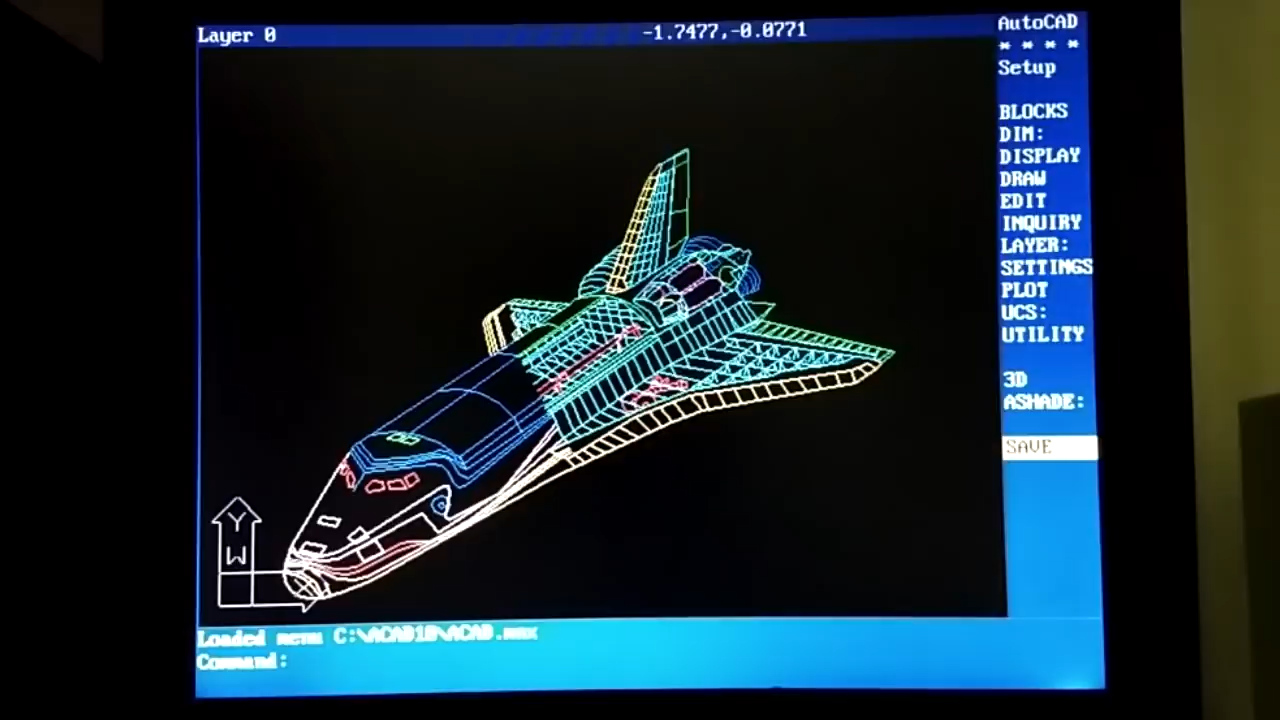 Layer 0
-1.7477,-0.0771
AutoCAD
* * * *
Setup
BLOCKS
DIM:
DISPLAY
DRAW
EDIT
INQUIRY
LAYER:
SETTINGS
PLOT
UCS:
UTILITY
3D
ASHADE:
SAVE
Y
W
Loaded menu
Command: